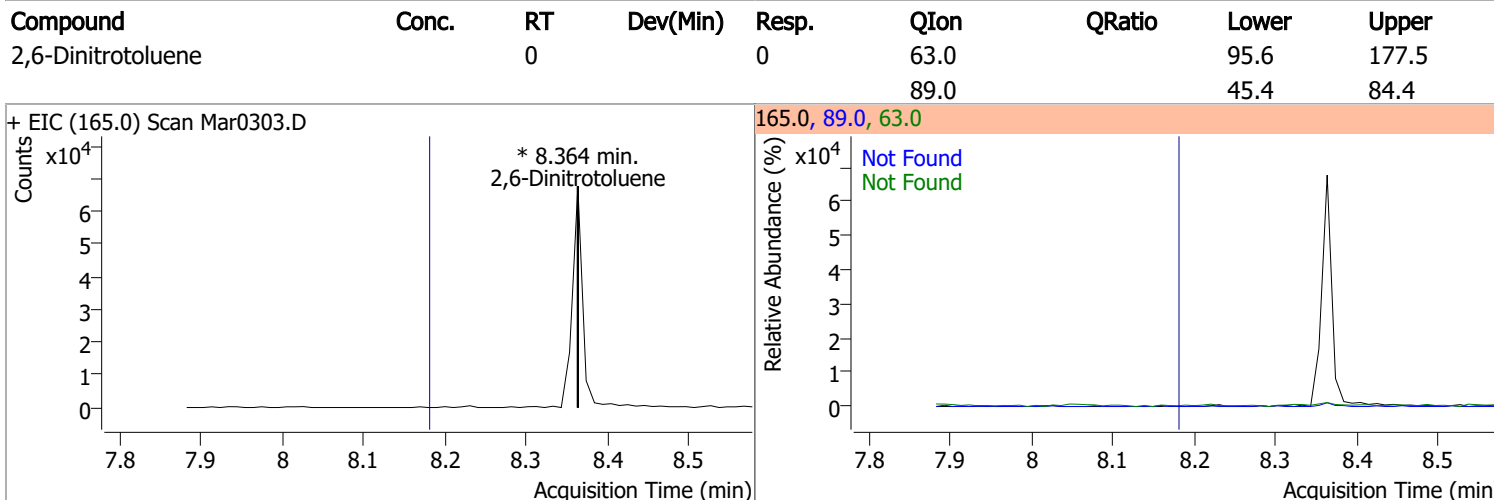 Compound Conc. RT Dev(Min) Resp. QIon QRatio Lower Upper
2,6-Dinitrotoluene 0 0 63.0 95.6 177.5
89.0 45.4 84.4
+ EIC (165.0) Scan Mar0303.D
Counts
x10⁴
* 8.364 min.
2,6-Dinitrotoluene
6
5
4
3
2
1
0
7.8 7.9 8 8.1 8.2 8.3 8.4 8.5
Acquisition Time (min)
165.0, 89.0, 63.0
Relative Abundance (%)
x10⁴
Not Found
Not Found
6
5
4
3
2
1
0
7.8 7.9 8 8.1 8.2 8.3 8.4 8.5
Acquisition Time (min